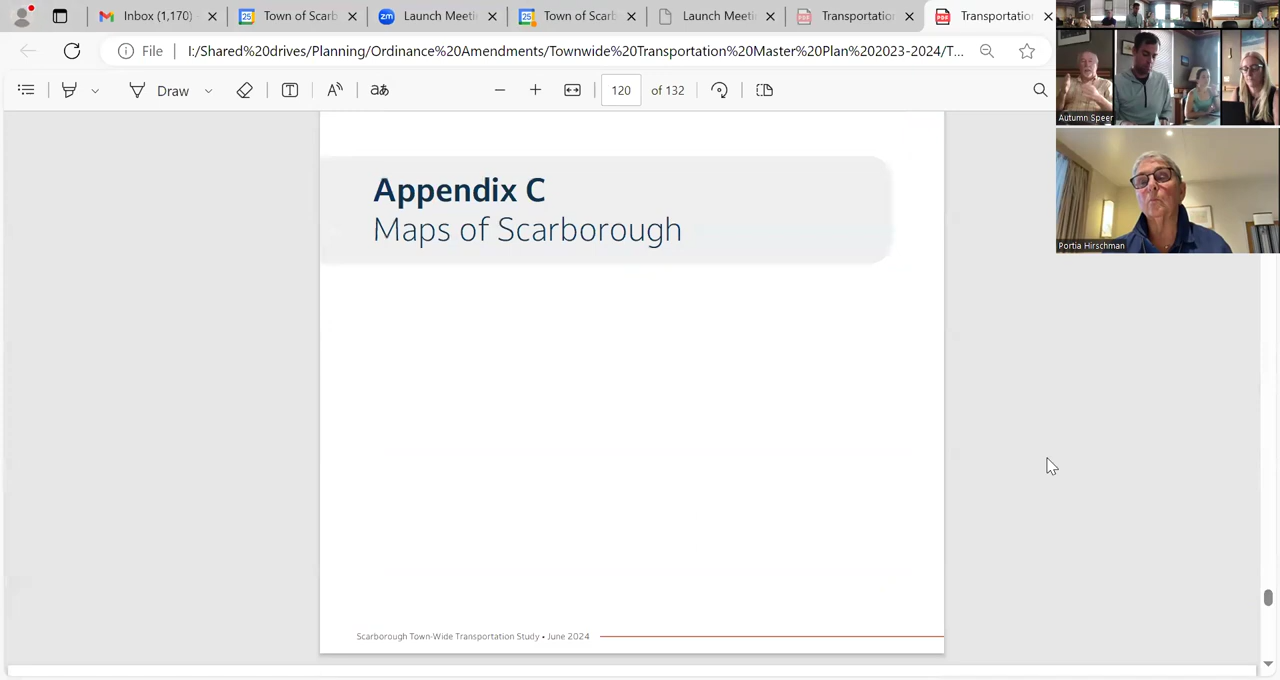 Inbox (1,170)
Town of Scarb
Launch Meeti
Town of Scarb
Launch Meeti
Transportatio
Transportatio
File
I:/Shared%20drives/Planning/Ordinance%20Amendments/Townwide%20Transportation%20Master%20Plan%202023-2024/T...
Draw
A
aあ
120 of 132
Autumn Speer
Portia Hirschman
Appendix C
Maps of Scarborough
Scarborough Town-Wide Transportation Study • June 2024